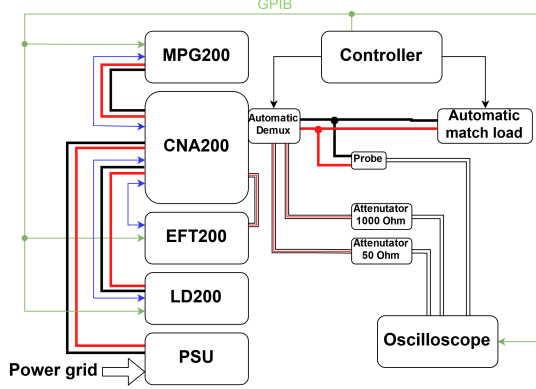 GPIB
MPG200
Controller
CNA200
Automatic
Demux
Automatic
match load
Probe
Attenutator
1000 Ohm
EFT200
Attenutator
50 Ohm
LD200
Oscilloscope
PSU
Power grid